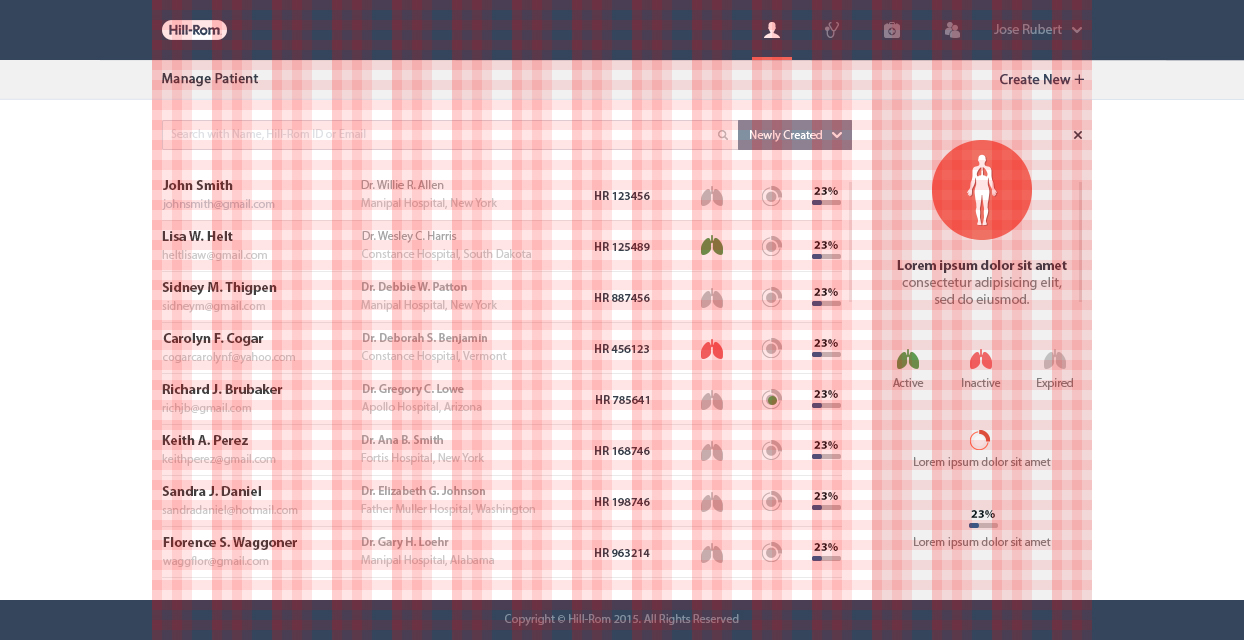 Hill-Rom
Jose Rubert
Manage Patient
Create New +
Search with Name, Hill-Rom ID or Email
Newly Created
John Smith
johnsmith@gmail.com
Dr. Willie R. Allen
Manipal Hospital, New York
HR 123456
23%
Lisa W. Helt
heltlisaw@gmail.com
Dr. Wesley C. Harris
Constance Hospital, South Dakota
HR 125489
23%
Sidney M. Thigpen
sidneym@gmail.com
Dr. Debbie W. Patton
Manipal Hospital, New York
HR 887456
23%
Carolyn F. Cogar
cogarcarolynf@yahoo.com
Dr. Deborah S. Benjamin
Constance Hospital, Vermont
HR 456123
23%
Richard J. Brubaker
richjb@gmail.com
Dr. Gregory C. Lowe
Apollo Hospital, Arizona
HR 785641
23%
Keith A. Perez
keithperez@gmail.com
Dr. Ana B. Smith
Fortis Hospital, New York
HR 168746
23%
Sandra J. Daniel
sandradaniel@hotmail.com
Dr. Elizabeth G. Johnson
Father Muller Hospital, Washington
HR 198746
23%
Florence S. Waggoner
waggflor@gmail.com
Dr. Gary H. Loehr
Manipal Hospital, Alabama
HR 963214
23%
Lorem ipsum dolor sit amet
consectetur adipisicing elit,
sed do eiusmod.
Active
Inactive
Expired
Lorem ipsum dolor sit amet
23%
Lorem ipsum dolor sit amet
Copyright © Hill-Rom 2015. All Rights Reserved